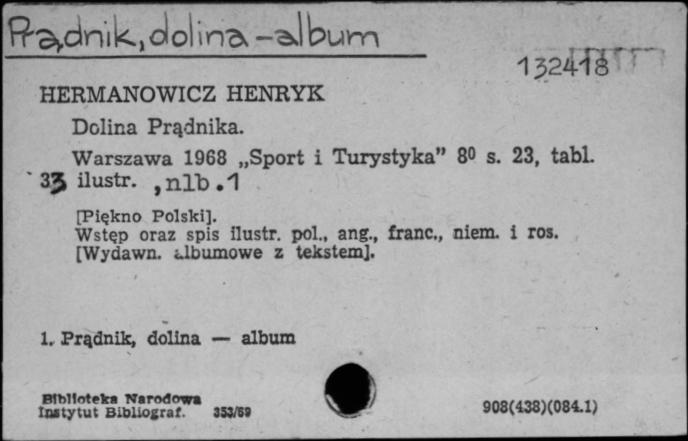 Prądnik, dolina - album
132418
HERMANOWICZ HENRYK
Dolina Prądnika.
Warszawa 1968 „Sport i Turystyka” 8⁰ s. 23, tabl.
33 ilustr. , nlb. 1
[Piękno Polski].
Wstęp oraz spis ilustr. pol., ang., franc., niem. i ros.
[Wydawn. albumowe z tekstem].
1. Prądnik, dolina — album
Biblioteka Narodowa
Instytut Bibliograf. 353/69
908(438)(084.1)